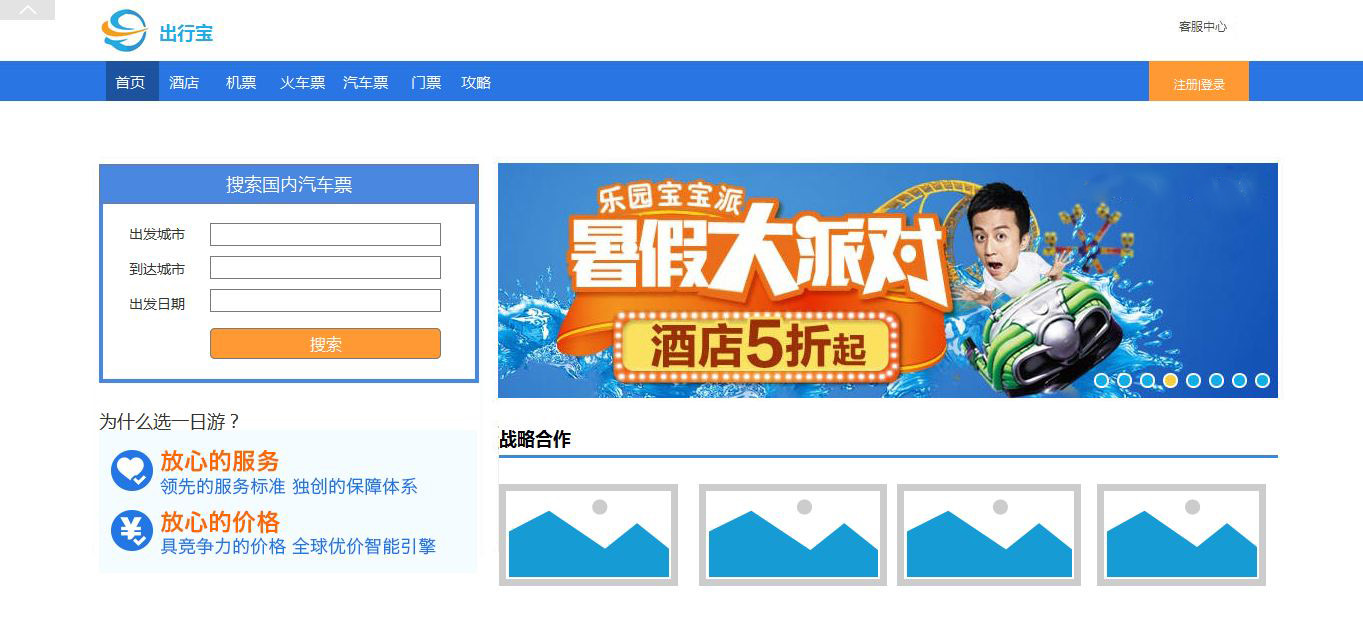 出行宝
客服中心
首页 酒店 机票 火车票 汽车票 门票 攻略
注册|登录
搜索国内汽车票
出发城市
到达城市
出发日期
搜索
乐园宝宝派
暑假大派对
酒店5折起
为什么选一日游？
放心的服务
领先的服务标准 独创的保障体系
放心的价格
具竞争力的价格 全球优价智能引擎
战略合作